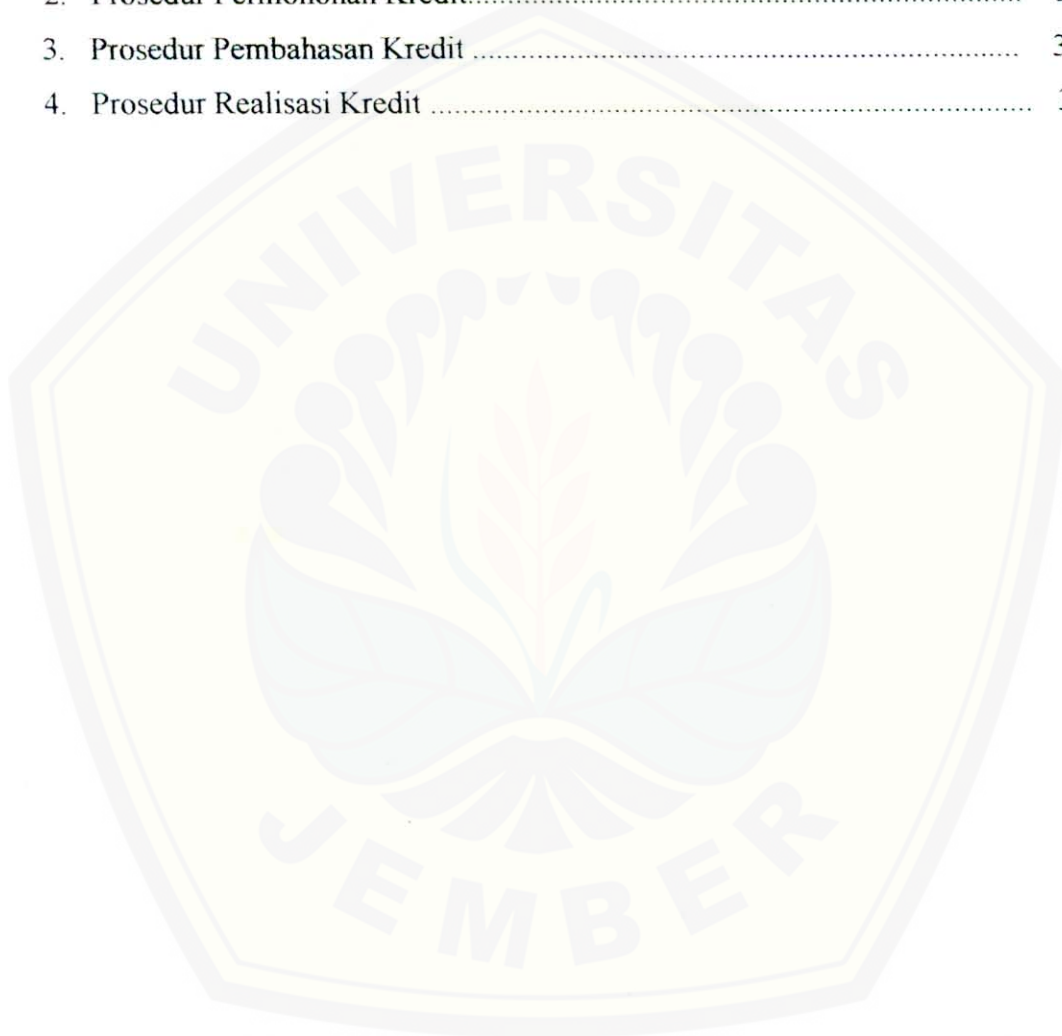 2. Prosedur Permohonan Kredit
3. Prosedur Pembahasan Kredit ........................................................................................... 3
4. Prosedur Realisasi Kredit ...................................................................................................
UNIVERSITAS
JEMBER